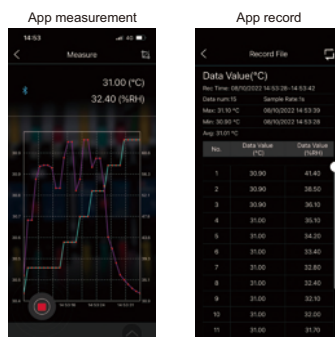 App measurement
App record
14:53
4G
Measure
31.00 (°C)
32.40 (%RH)
Record File
Data Value(°C)
Rec Time: 08/10/2022 14:53:28-14:53:42
Data num:15 Sample Rate:1s
Max: 31.10 °C 08/10/2022 14:53:39
Min: 30.90 °C 08/10/2022 14:53:28
Avg: 31.01 °C
No. Data Value (°C) Data Value (%RH)
1 30.90 41.40
2 30.90 38.50
3 30.90 36.10
4 31.00 35.10
5 31.00 34.20
6 31.00 33.40
7 31.00 32.80
8 31.00 32.40
9 31.00 32.10
10 31.00 32.00
11 31.00 31.70